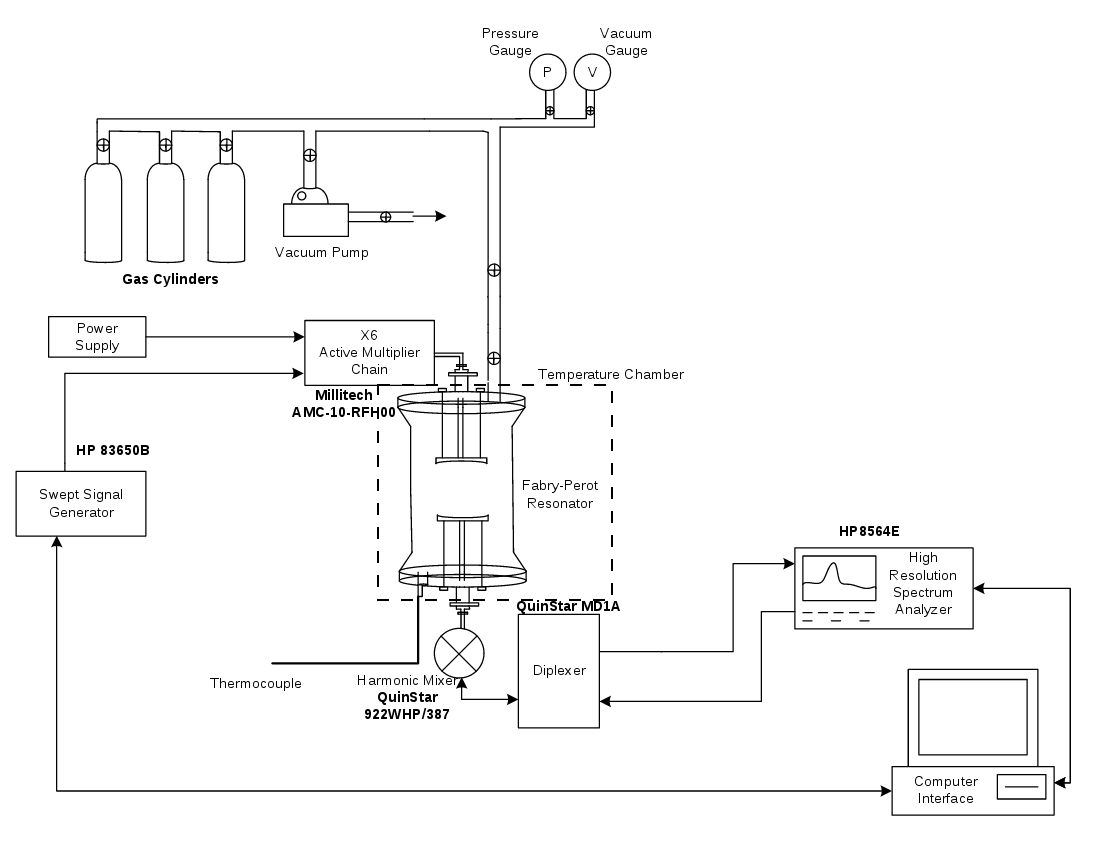 Pressure
Gauge
Vacuum
Gauge
P
V
Vacuum Pump
Gas Cylinders
Power
Supply
X6
Active Multiplier
Chain
Millitech
AMC-10-RFH00
Temperature Chamber
HP 83650B
Swept Signal
Generator
Fabry-Perot
Resonator
HP8564E
High
Resolution
Spectrum
Analyzer
QuinStar MD1A
Diplexer
Thermocouple
Harmonic Mixer
QuinStar
922WHP/387
Computer
Interface